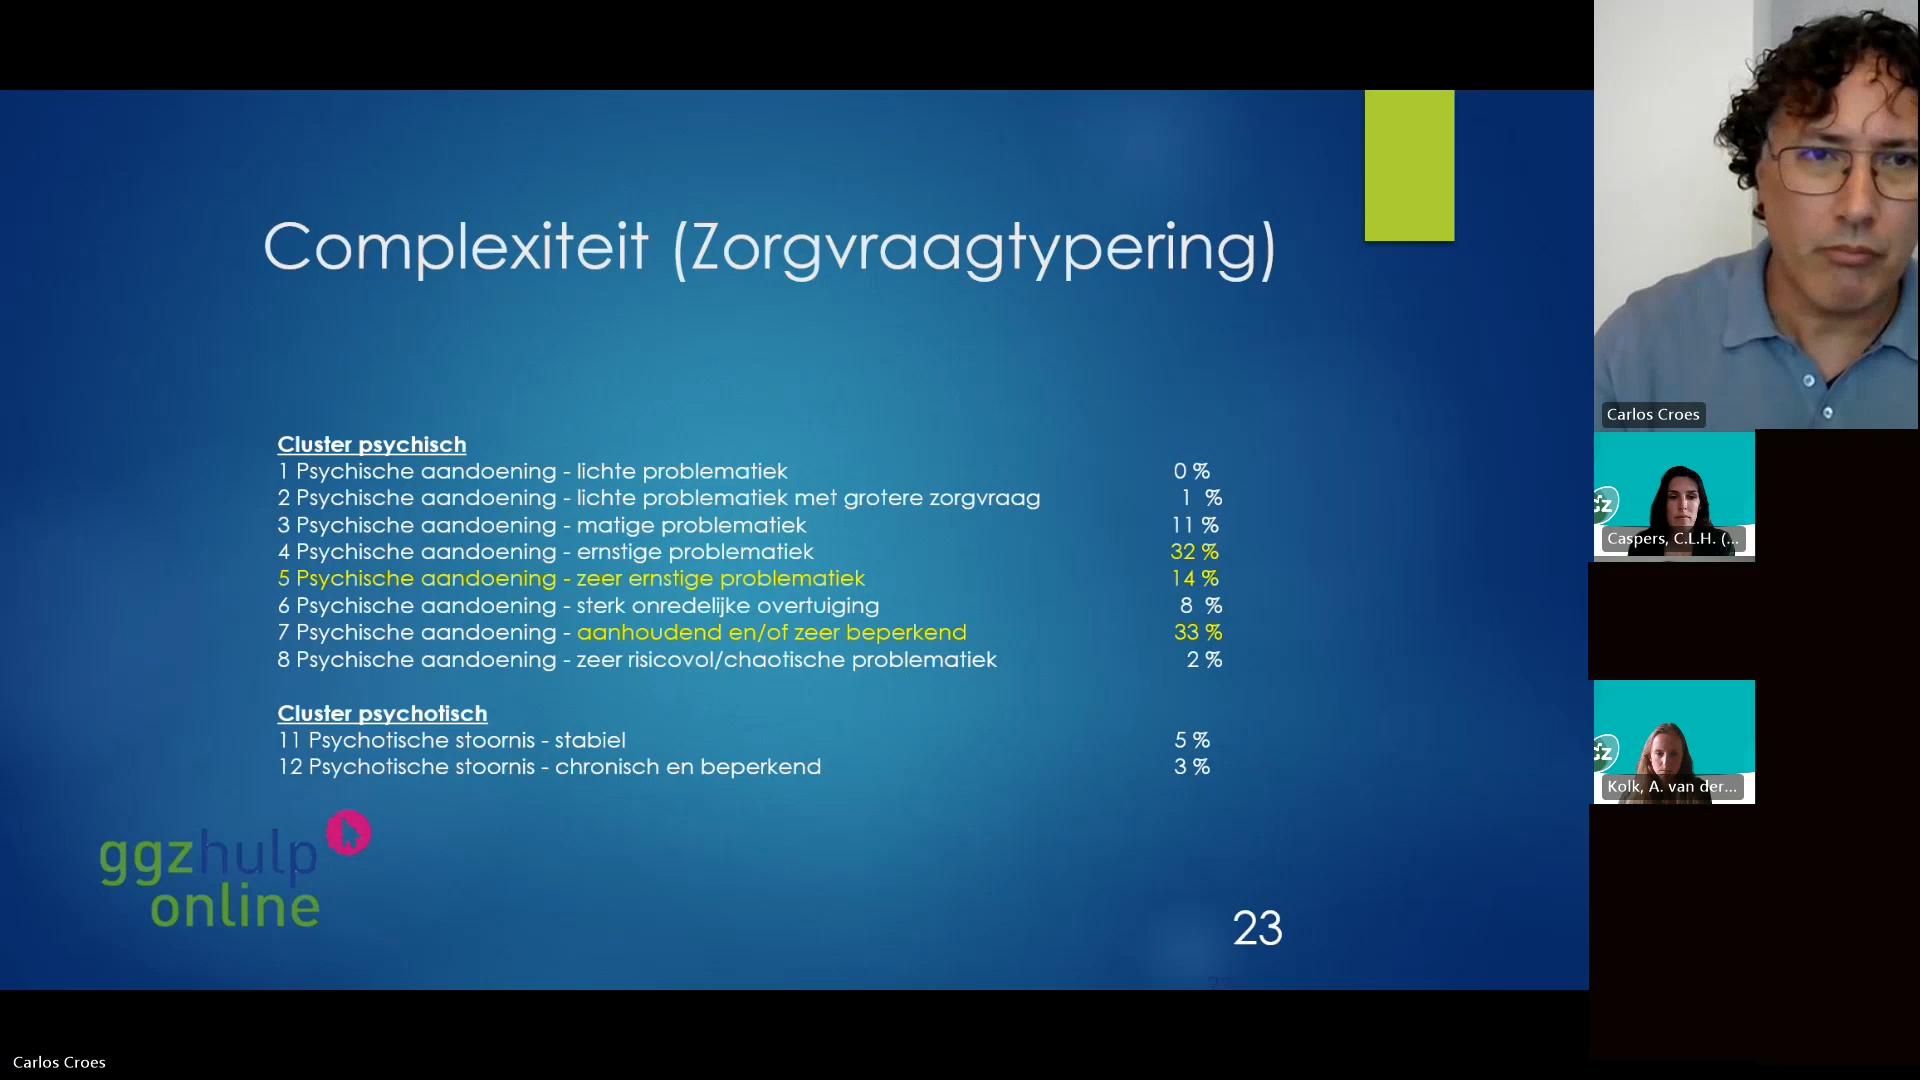 Complexiteit (Zorgvraagtypering)
Cluster psychisch
1 Psychische aandoening - lichte problematiek 0 %
2 Psychische aandoening - lichte problematiek met grotere zorgvraag 1 %
3 Psychische aandoening - matige problematiek 11 %
4 Psychische aandoening - ernstige problematiek 32 %
5 Psychische aandoening - zeer ernstige problematiek 14 %
6 Psychische aandoening - sterk onredelijke overtuiging 8 %
7 Psychische aandoening - aanhoudend en/of zeer beperkend 33 %
8 Psychische aandoening - zeer risicovol/chaotische problematiek 2 %
Cluster psychotisch
11 Psychotische stoornis - stabiel 5 %
12 Psychotische stoornis - chronisch en beperkend 3 %
ggzhulp
online
23
Carlos Croes
Caspers, C.L.H. (...
Kolk, A. van der...
Carlos Croes